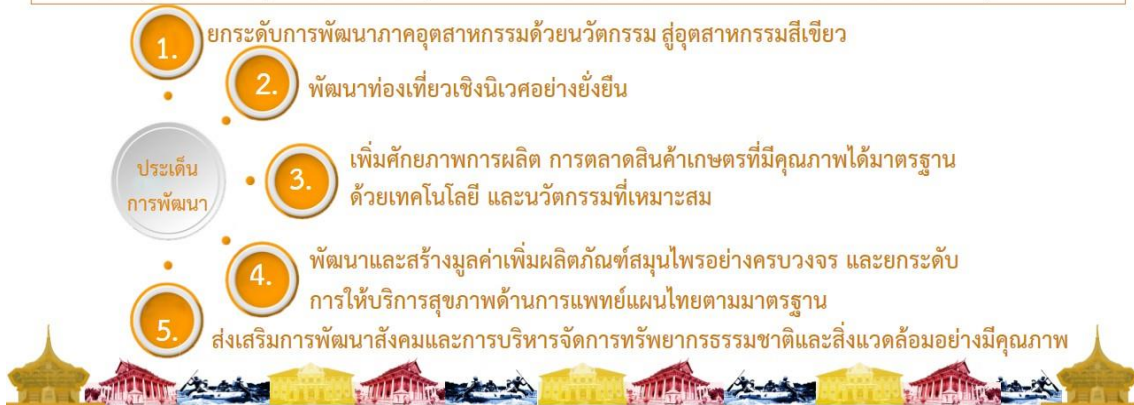 1. ยกระดับการพัฒนาภาคอุตสาหกรรมด้วยนวัตกรรม สู่อุตสาหกรรมสีเขียว
2. พัฒนาท่องเที่ยวเชิงนิเวศอย่างยั่งยืน
ประเด็น
การพัฒนา
3. เพิ่มศักยภาพการผลิต การตลาดสินค้าเกษตรที่มีคุณภาพได้มาตรฐาน
ด้วยเทคโนโลยี และนวัตกรรมที่เหมาะสม
4. พัฒนาและสร้างมูลค่าเพิ่มผลิตภัณฑ์สมุนไพรอย่างครบวงจร และยกระดับ
การให้บริการสุขภาพด้านการแพทย์แผนไทยตามมาตรฐาน
5. ส่งเสริมการพัฒนาสังคมและการบริหารจัดการทรัพยากรธรรมชาติและสิ่งแวดล้อมอย่างมีคุณภาพ